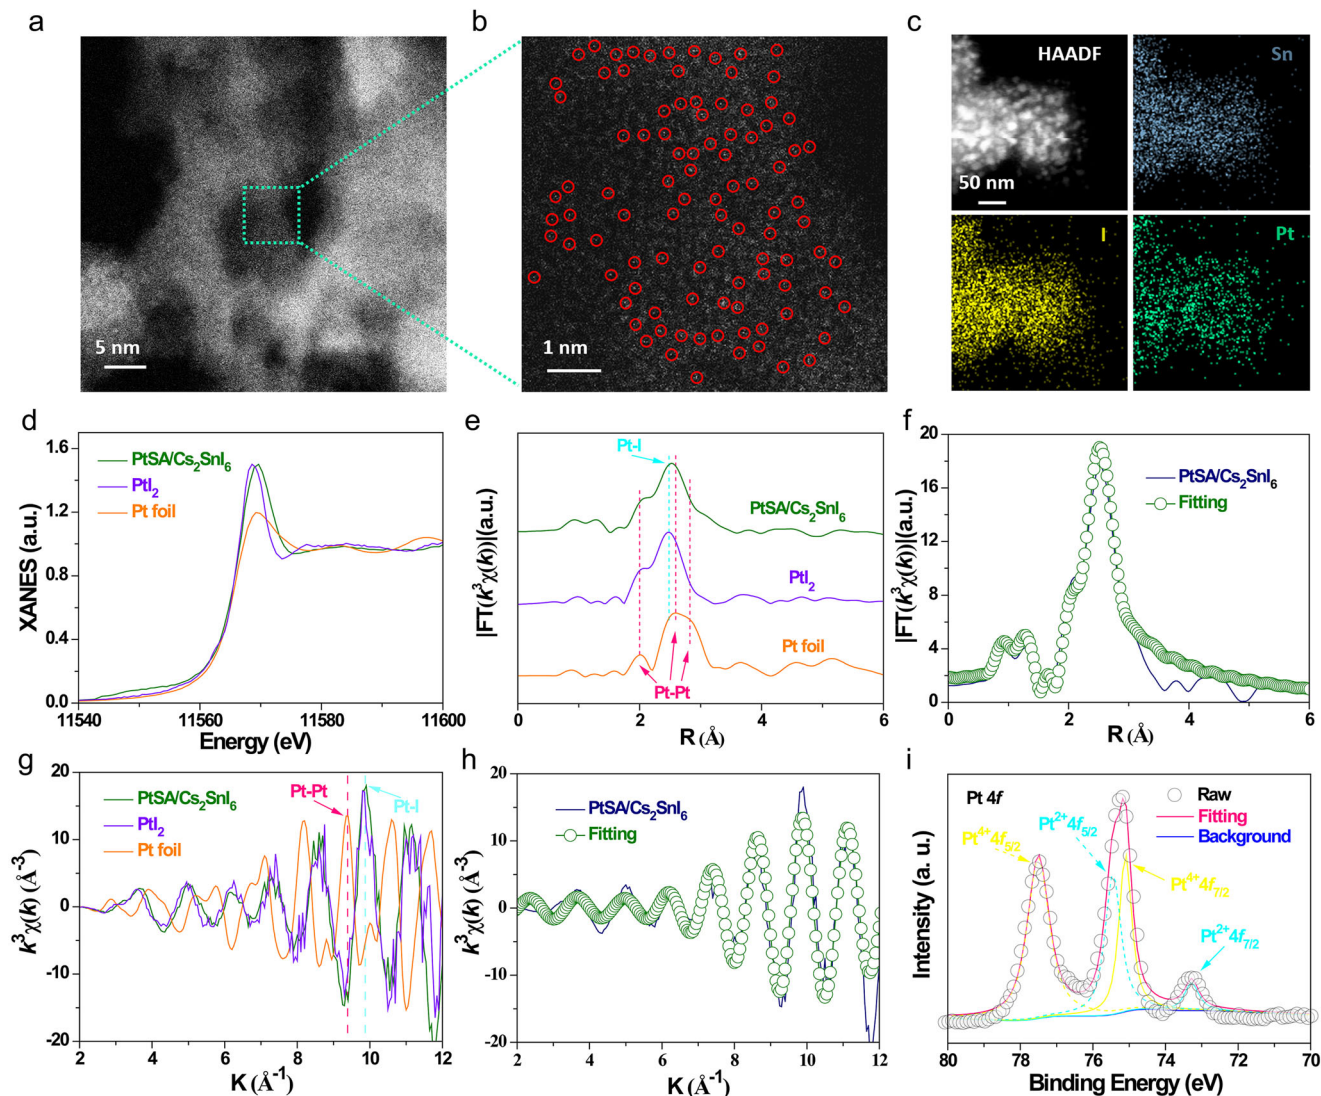 a
5 nm
b
1 nm
c
HAADF
50 nm
Sn
I
Pt
d
1.6
1.2
0.8
0.4
0.0
XANES (a.u.)
PtSA/Cs₂SnI₆
PtI₂
Pt foil
11540 11560 11580 11600
Energy (eV)
e
|FT(k³χ(k))|(a.u.)
Pt-I
PtSA/Cs₂SnI₆
PtI₂
Pt foil
Pt-Pt
0 2 4 6
R (Å)
f
20
16
12
8
4
0
|FT(k³χ(k))|(a.u.)
PtSA/Cs₂SnI₆
Fitting
0 2 4 6
R (Å)
g
20
10
0
-10
-20
k³χ(k) (Å⁻³)
PtSA/Cs₂SnI₆
PtI₂
Pt foil
Pt-Pt
Pt-I
2 4 6 8 10 12
K (Å⁻¹)
h
20
10
0
-10
-20
k³χ(k) (Å⁻³)
PtSA/Cs₂SnI₆
Fitting
2 4 6 8 10 12
K (Å⁻¹)
i
Intensity (a. u.)
Pt 4f
Raw
Fitting
Background
Pt⁴⁺4f₅/₂
Pt²⁺4f₅/₂
Pt⁴⁺4f₇/₂
Pt²⁺4f₇/₂
80 78 76 74 72 70
Binding Energy (eV)